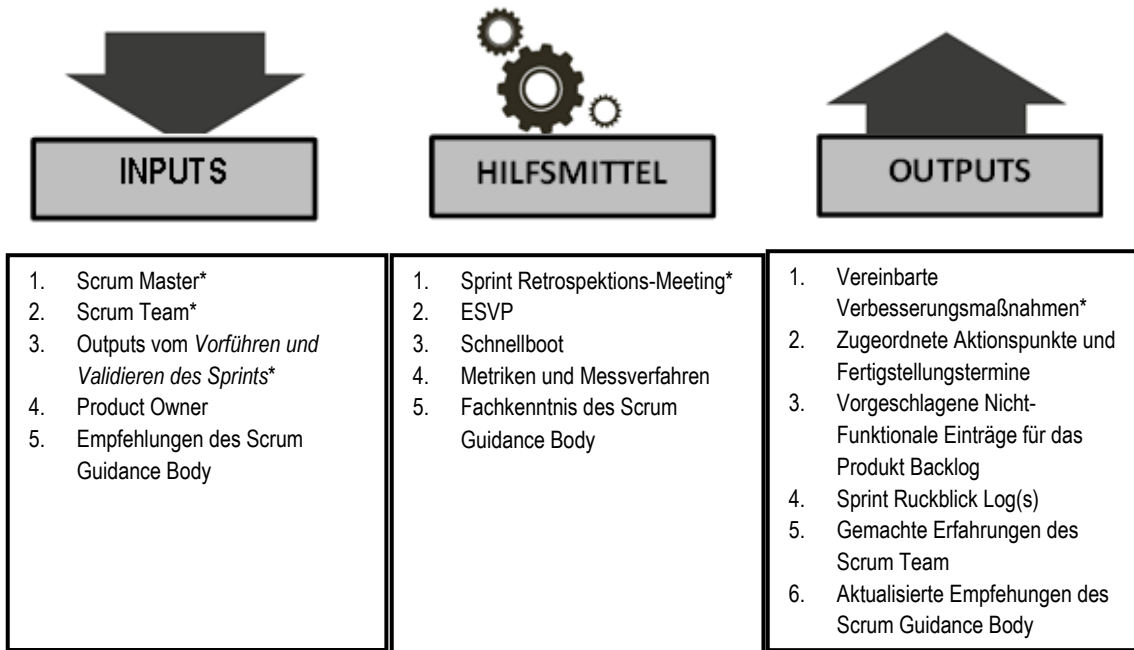 INPUTS
HILFSMITTEL
OUTPUTS
1. Scrum Master*
2. Scrum Team*
3. Outputs vom Vorführen und
Validieren des Sprints*
4. Product Owner
5. Empfehlungen des Scrum
Guidance Body
1. Sprint Retrospektions-Meeting*
2. ESVP
3. Schnellboot
4. Metriken und Messverfahren
5. Fachkenntnis des Scrum
Guidance Body
1. Vereinbarte
Verbesserungsmaßnahmen*
2. Zugeordnete Aktionspunkte und
Fertigstellungstermine
3. Vorgeschlagene Nicht-
Funktionale Einträge für das
Produkt Backlog
4. Sprint Ruckblick Log(s)
5. Gemachte Erfahrungen des
Scrum Team
6. Aktualisierte Empfehungen des
Scrum Guidance Body